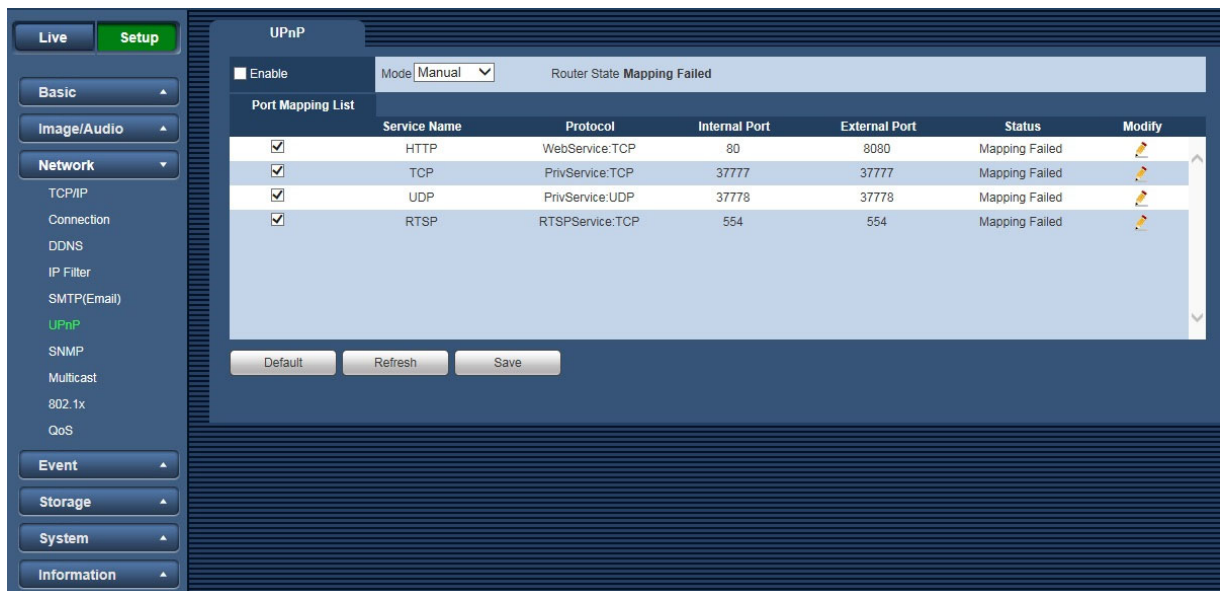 Live Setup
Basic
Image/Audio
Network
TCP/IP
Connection
DDNS
IP Filter
SMTP(Email)
UPnP
SNMP
Multicast
802.1x
QoS
Event
Storage
System
Information
UPnP
Enable Mode Manual Router State Mapping Failed
Port Mapping List
Service Name Protocol Internal Port External Port Status Modify
HTTP WebService:TCP 80 8080 Mapping Failed
TCP PrivService:TCP 37777 37777 Mapping Failed
UDP PrivService:UDP 37778 37778 Mapping Failed
RTSP RTSPService:TCP 554 554 Mapping Failed
Default Refresh Save